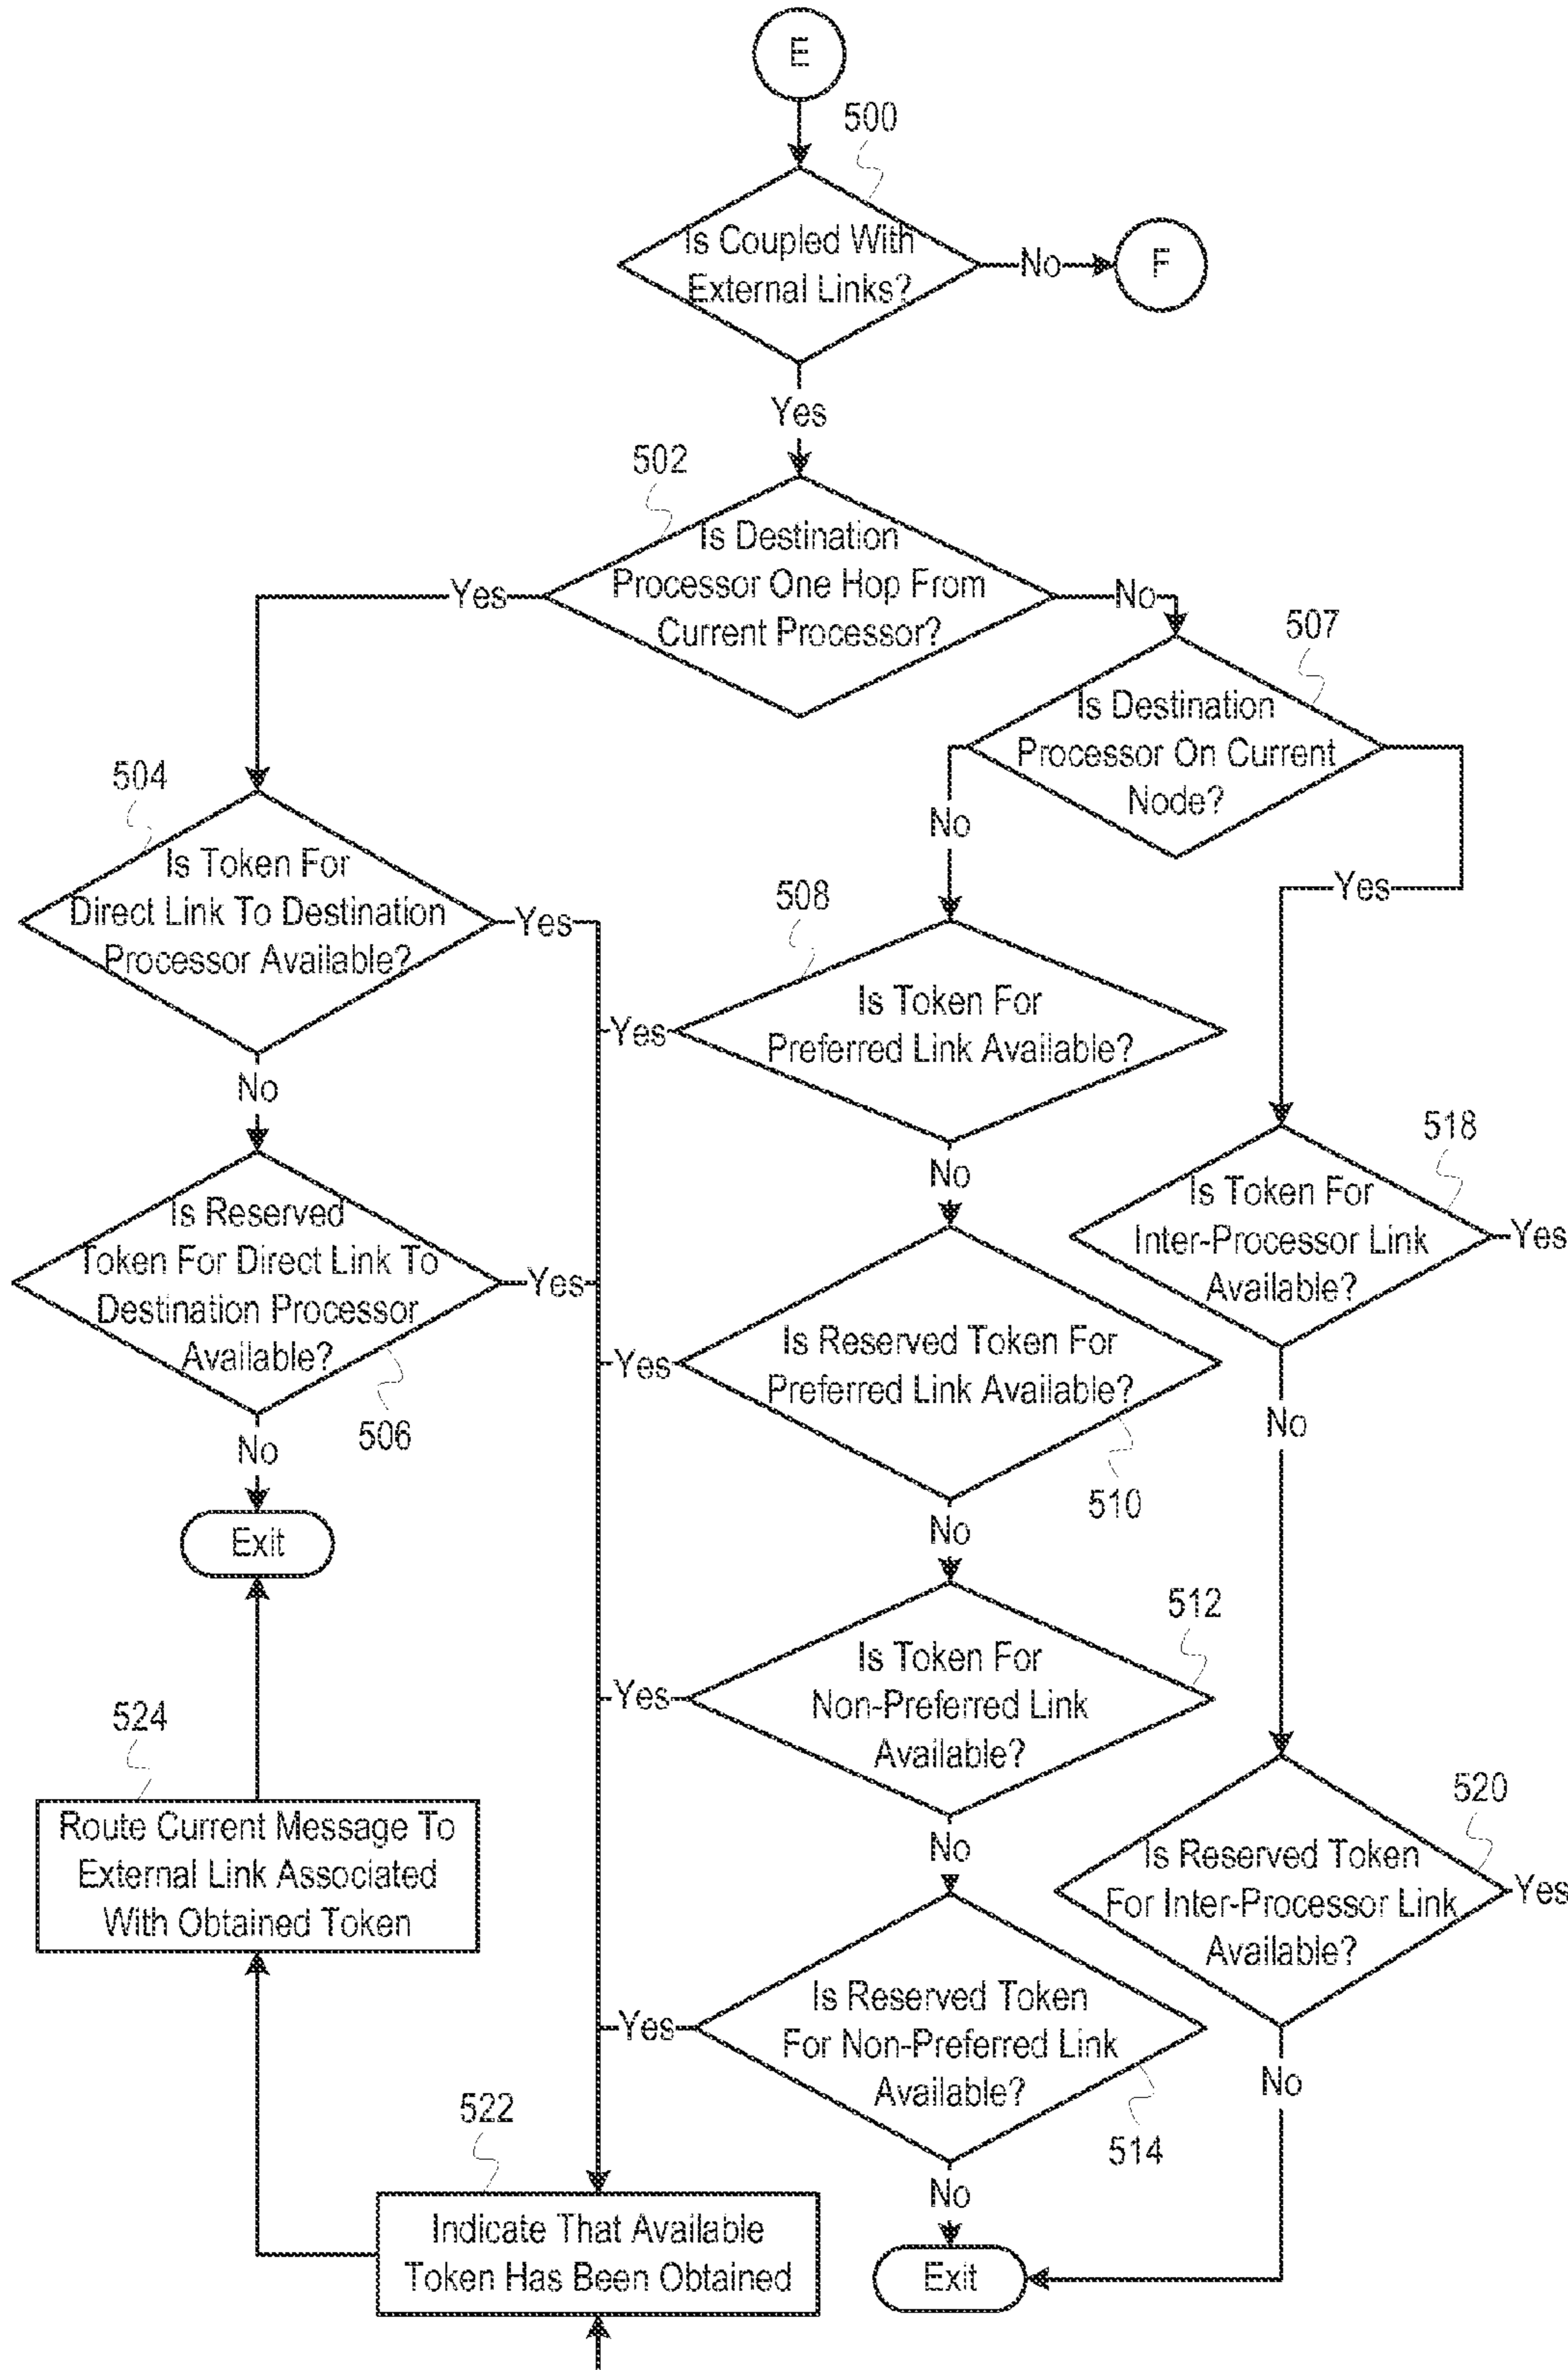 E
500
Is Coupled With
External Links?
No
F
Yes
502
Is Destination
Processor One Hop From
Current Processor?
Yes
No
507
Is Destination
Processor On Current
Node?
No
Yes
504
Is Token For
Direct Link To Destination
Processor Available?
Yes
No
508
Is Token For
Preferred Link Available?
Yes
No
518
Is Token For
Inter-Processor Link
Available?
Yes
No
Is Reserved
Token For Direct Link To
Destination Processor
Available?
Yes
506
No
Exit
Is Reserved Token For
Preferred Link Available?
Yes
510
No
512
Is Token For
Non-Preferred Link
Available?
Yes
No
520
Is Reserved Token
For Inter-Processor Link
Available?
Yes
No
524
Route Current Message To
External Link Associated
With Obtained Token
Is Reserved Token
For Non-Preferred Link
Available?
Yes
514
No
Exit
522
Indicate That Available
Token Has Been Obtained